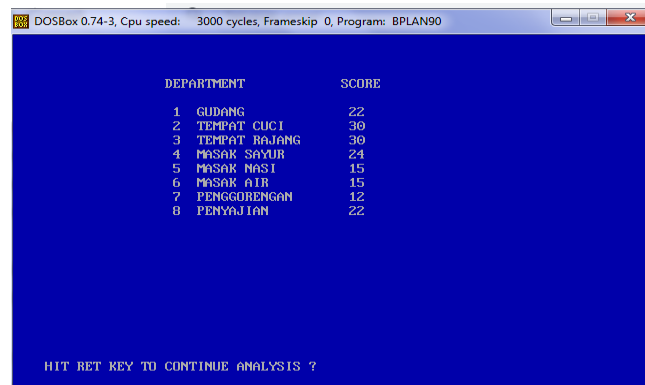 DOSBox 0.74-3, Cpu speed: 3000 cycles, Frameskip 0, Program: BPLAN90
DEPARTMENT SCORE
1 GUDANG 22
2 TEMPAT CUCI 30
3 TEMPAT RAJANG 30
4 MASAK SAYUR 24
5 MASAK NASI 15
6 MASAK AIR 15
7 PENGGORENGAN 12
8 PENYAJIAN 22
HIT RET KEY TO CONTINUE ANALYSIS ?